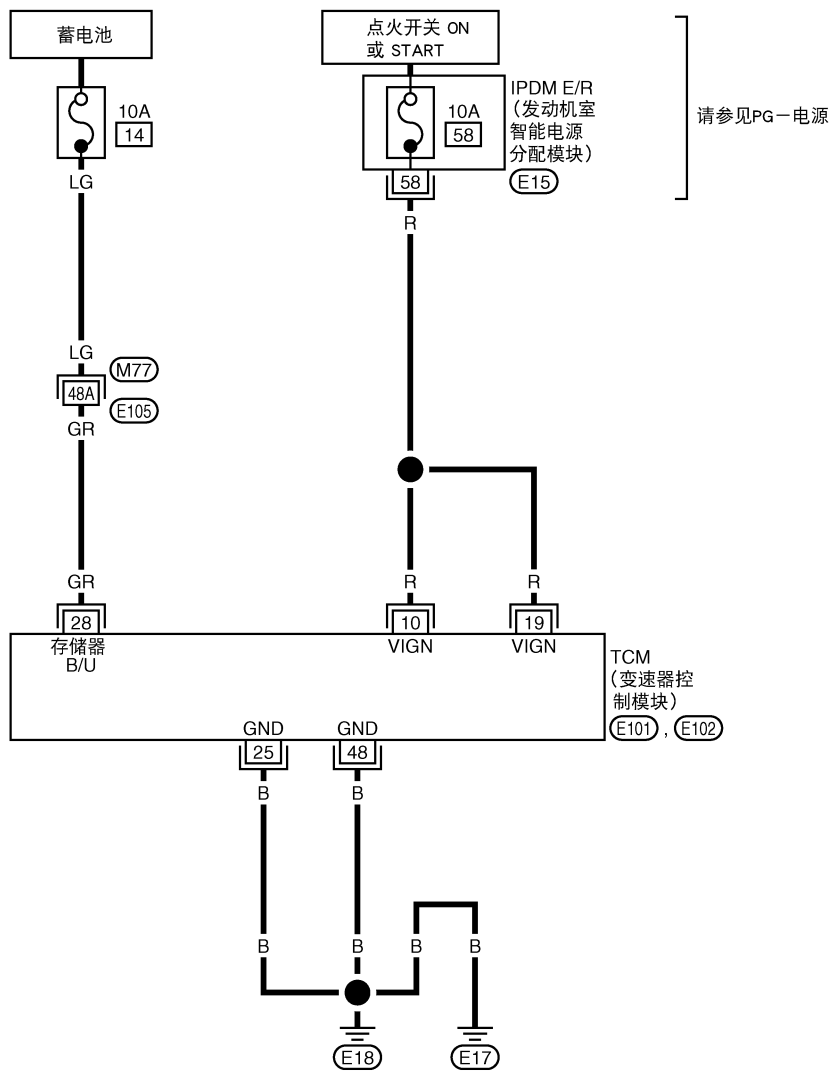 蓄电池
点火开关 ON
或 START
10A
14
10A
58
IPDM E/R
（发动机室
智能电源
分配模块）
E15
请参见PG－电源
LG
58
R
LG
M77
48A
E105
GR
GR
R
R
28
10
19
存储器
B/U
VIGN
VIGN
TCM
（变速器控
制模块）
E101 , E102
GND
GND
25
48
B
B
B
B
B
B
E18
E17